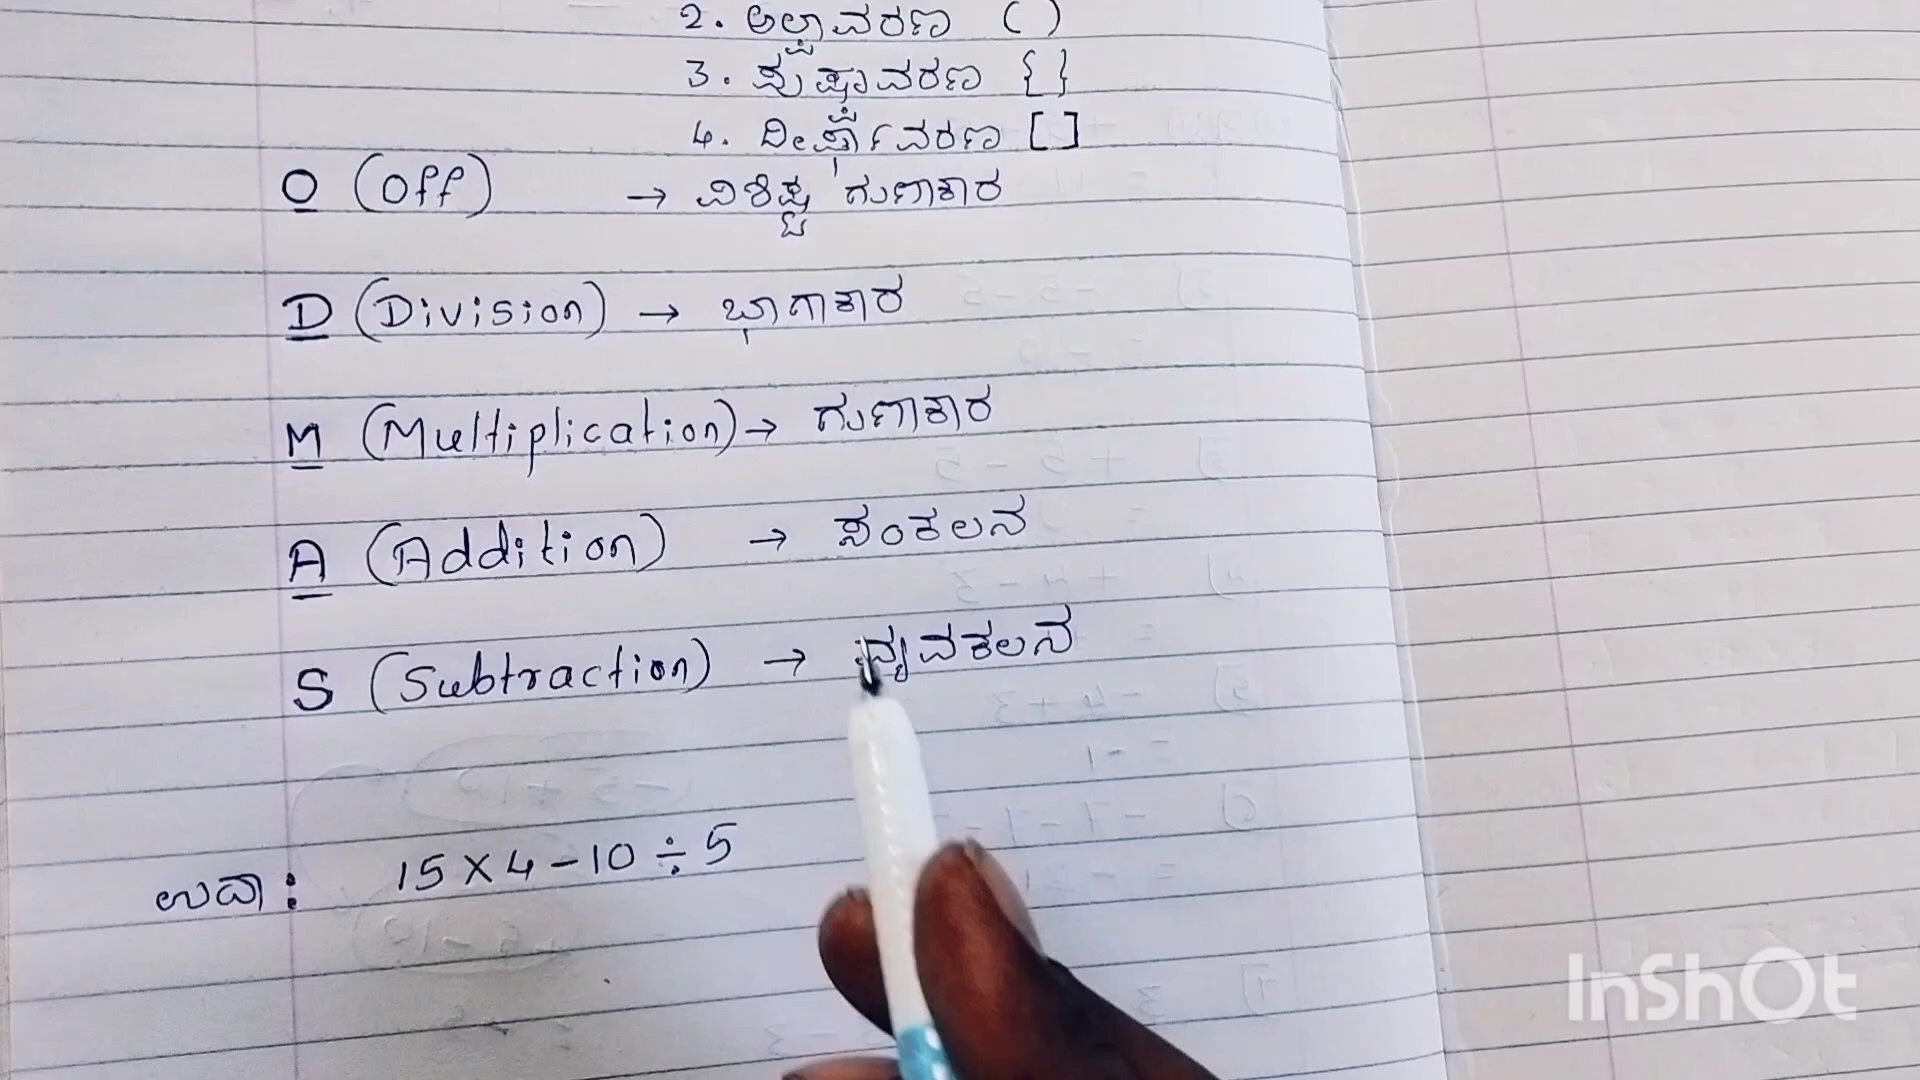 2. ಅಲ್ಪಾವರಣ ( )
3. ಪುಷ್ಪಾವರಣ { }
4. ದೀರ್ಘಾವರಣ [ ]
O (Off) → ವಿಶಿಷ್ಟ ಗುಣಾಕಾರ
D (Division) → ಭಾಗಾಕಾರ
M (Multiplication) → ಗುಣಾಕಾರ
A (Addition) → ಸಂಕಲನ
S (Subtraction) → ವ್ಯವಕಲನ
ಉದಾ: 15 × 4 – 10 ÷ 5
InShOt